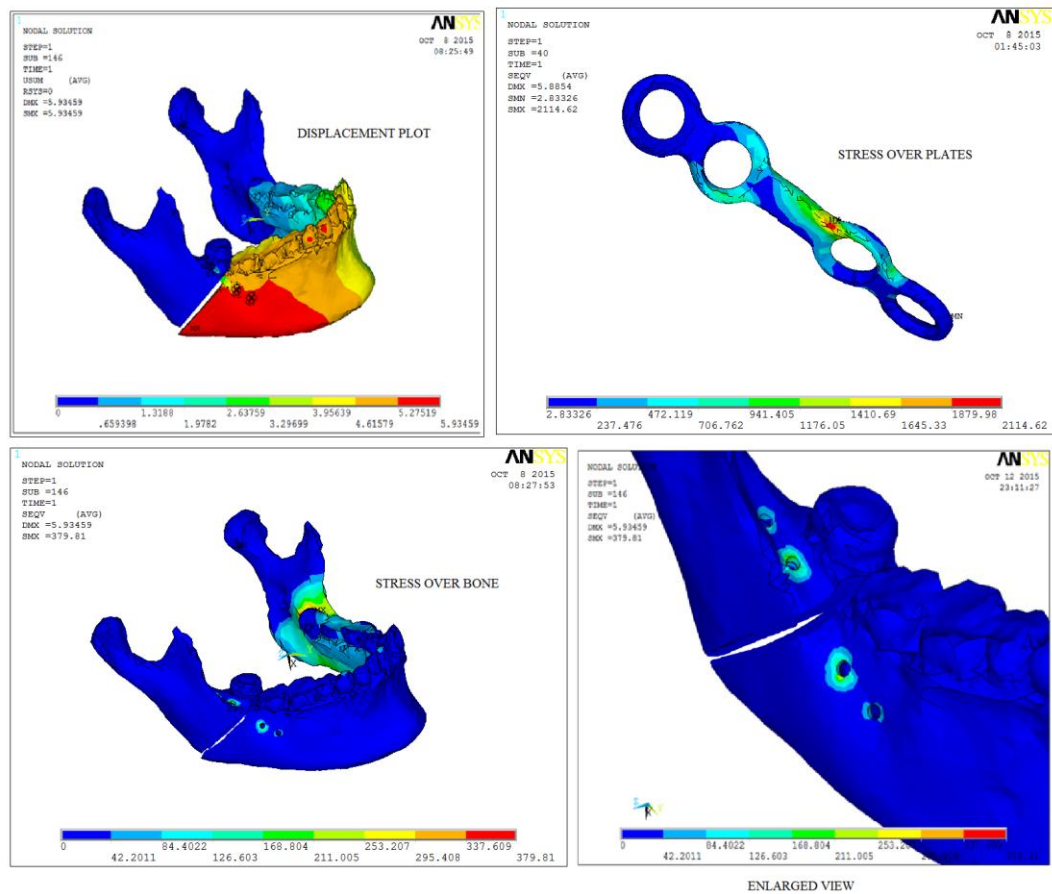 1
ANSYS
NODAL SOLUTION
OCT 8 2015
08:25:49
STEP=1
SUB =146
TIME=1
USUM (AVG)
RSYS=0
DMX =5.93459
SMX =5.93459
DISPLACEMENT PLOT
0 1.3188 2.63759 3.95639 5.27519
.659398 1.9782 3.29699 4.61579 5.93459
1
ANSYS
NODAL SOLUTION
OCT 8 2015
01:45:03
STEP=1
SUB =40
TIME=1
SEQV (AVG)
DMX =5.8854
SMN =2.83326
SMX =2114.62
STRESS OVER PLATES
MN
2.83326 472.119 941.405 1410.69 1879.98
237.476 706.762 1176.05 1645.33 2114.62
1
ANSYS
NODAL SOLUTION
OCT 8 2015
08:27:53
STEP=1
SUB =146
TIME=1
SEQV (AVG)
DMX =5.93459
SMX =379.81
STRESS OVER BONE
0 84.4022 168.804 253.207 337.609
42.2011 126.603 211.005 295.408 379.81
1
ANSYS
NODAL SOLUTION
OCT 12 2015
23:11:27
STEP=1
SUB =146
TIME=1
SEQV (AVG)
DMX =5.93459
SMX =379.81
0 84.4022 168.804
42.2011 126.603 211.005
ENLARGED VIEW